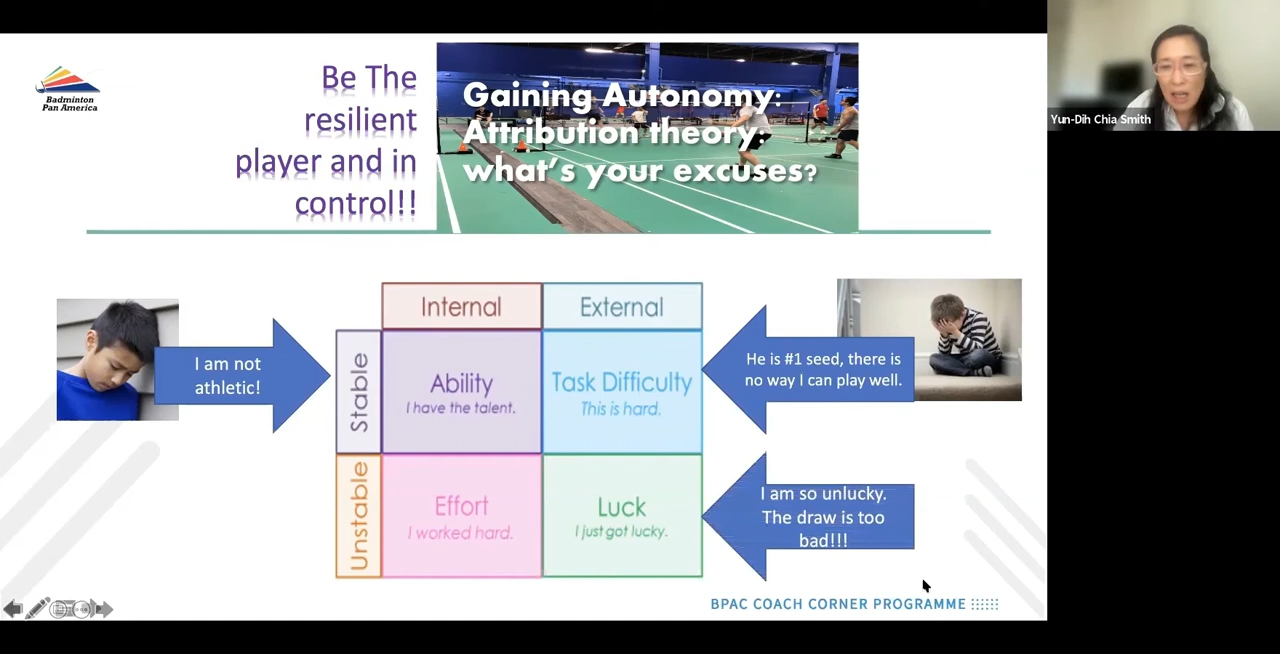 Badminton
Pan America
Be The
resilient
player and in
control!!
Gaining Autonomy:
Attribution theory:
what's your excuses?
Yun-Dih Chia Smith
Internal
External
I am not
athletic!
Stable
Ability
I have the talent.
Task Difficulty
This is hard.
He is #1 seed, there is
no way I can play well.
Unstable
Effort
I worked hard.
Luck
I just got lucky.
I am so unlucky.
The draw is too
bad!!!
BPAC COACH CORNER PROGRAMME